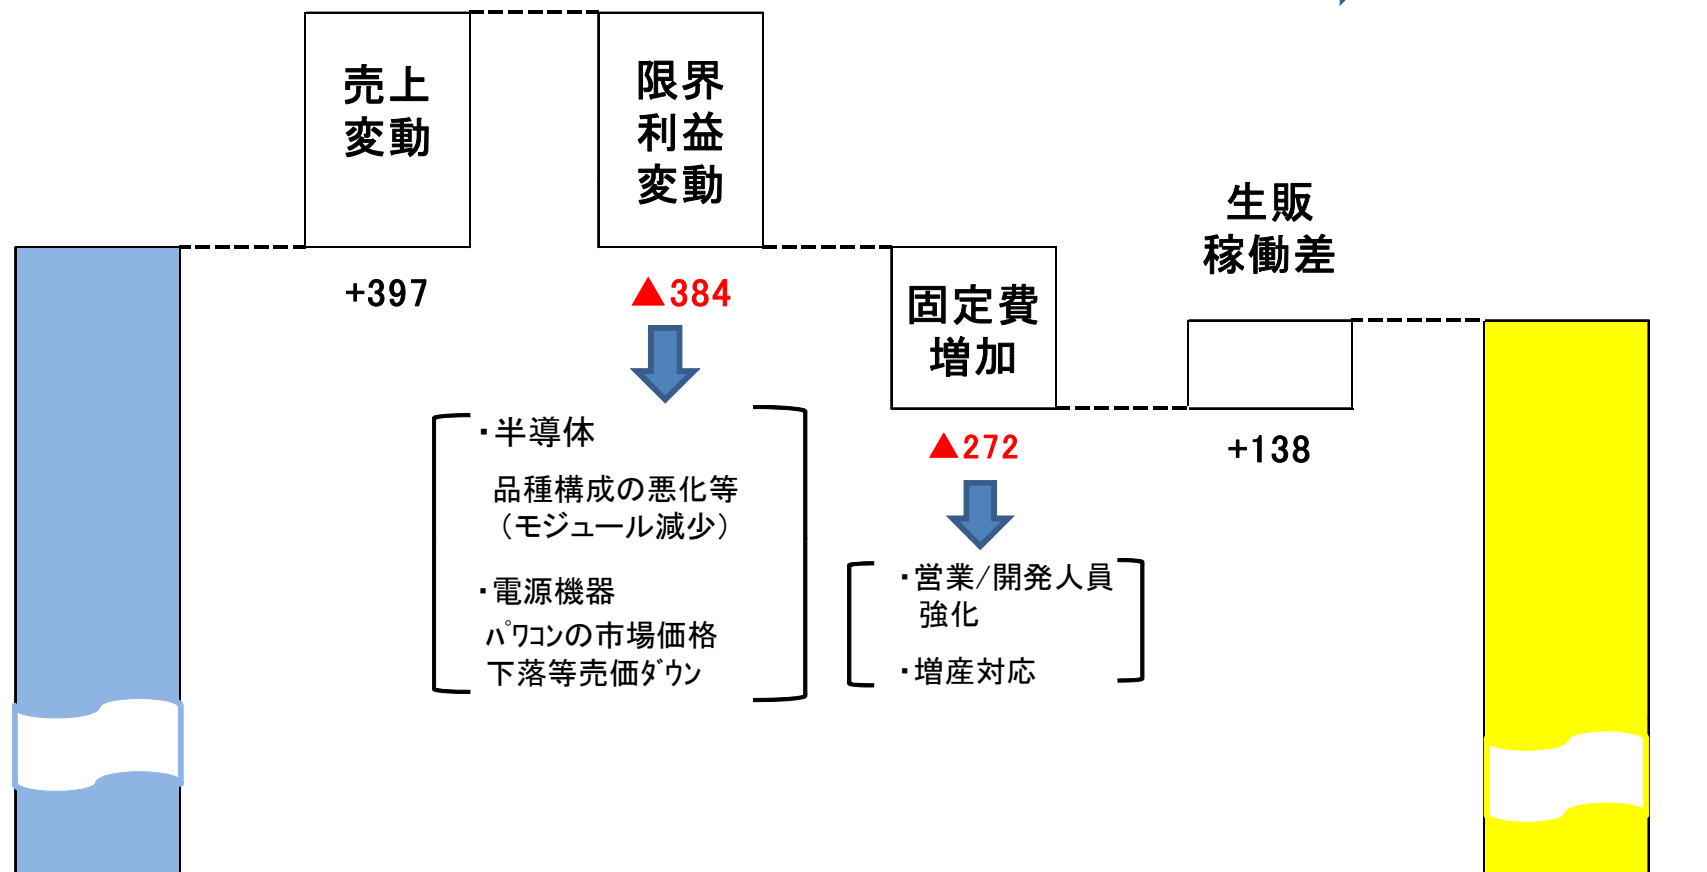 売上
変動
+397
限界
利益
変動
▲384
・半導体
品種構成の悪化等
（モジュール減少）
・電源機器
ﾊﾟﾜｺﾝの市場価格
下落等売価ﾀﾞｳﾝ
固定費
増加
▲272
・営業/開発人員
強化
・増産対応
生販
稼働差
+138